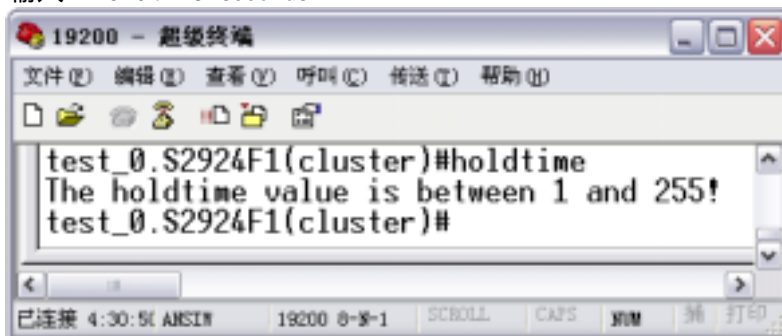 19200 - 超级终端
文件(F) 编辑(E) 查看(V) 呼叫(C) 传送(T) 帮助(H)
test_0.S2924F1(cluster)#holdtime
The holdtime value is between 1 and 255!
test_0.S2924F1(cluster)#
已连接 4:30:5 ANSIW 19200 8-N-1 SCROLL CAPS NUM 捕 打印